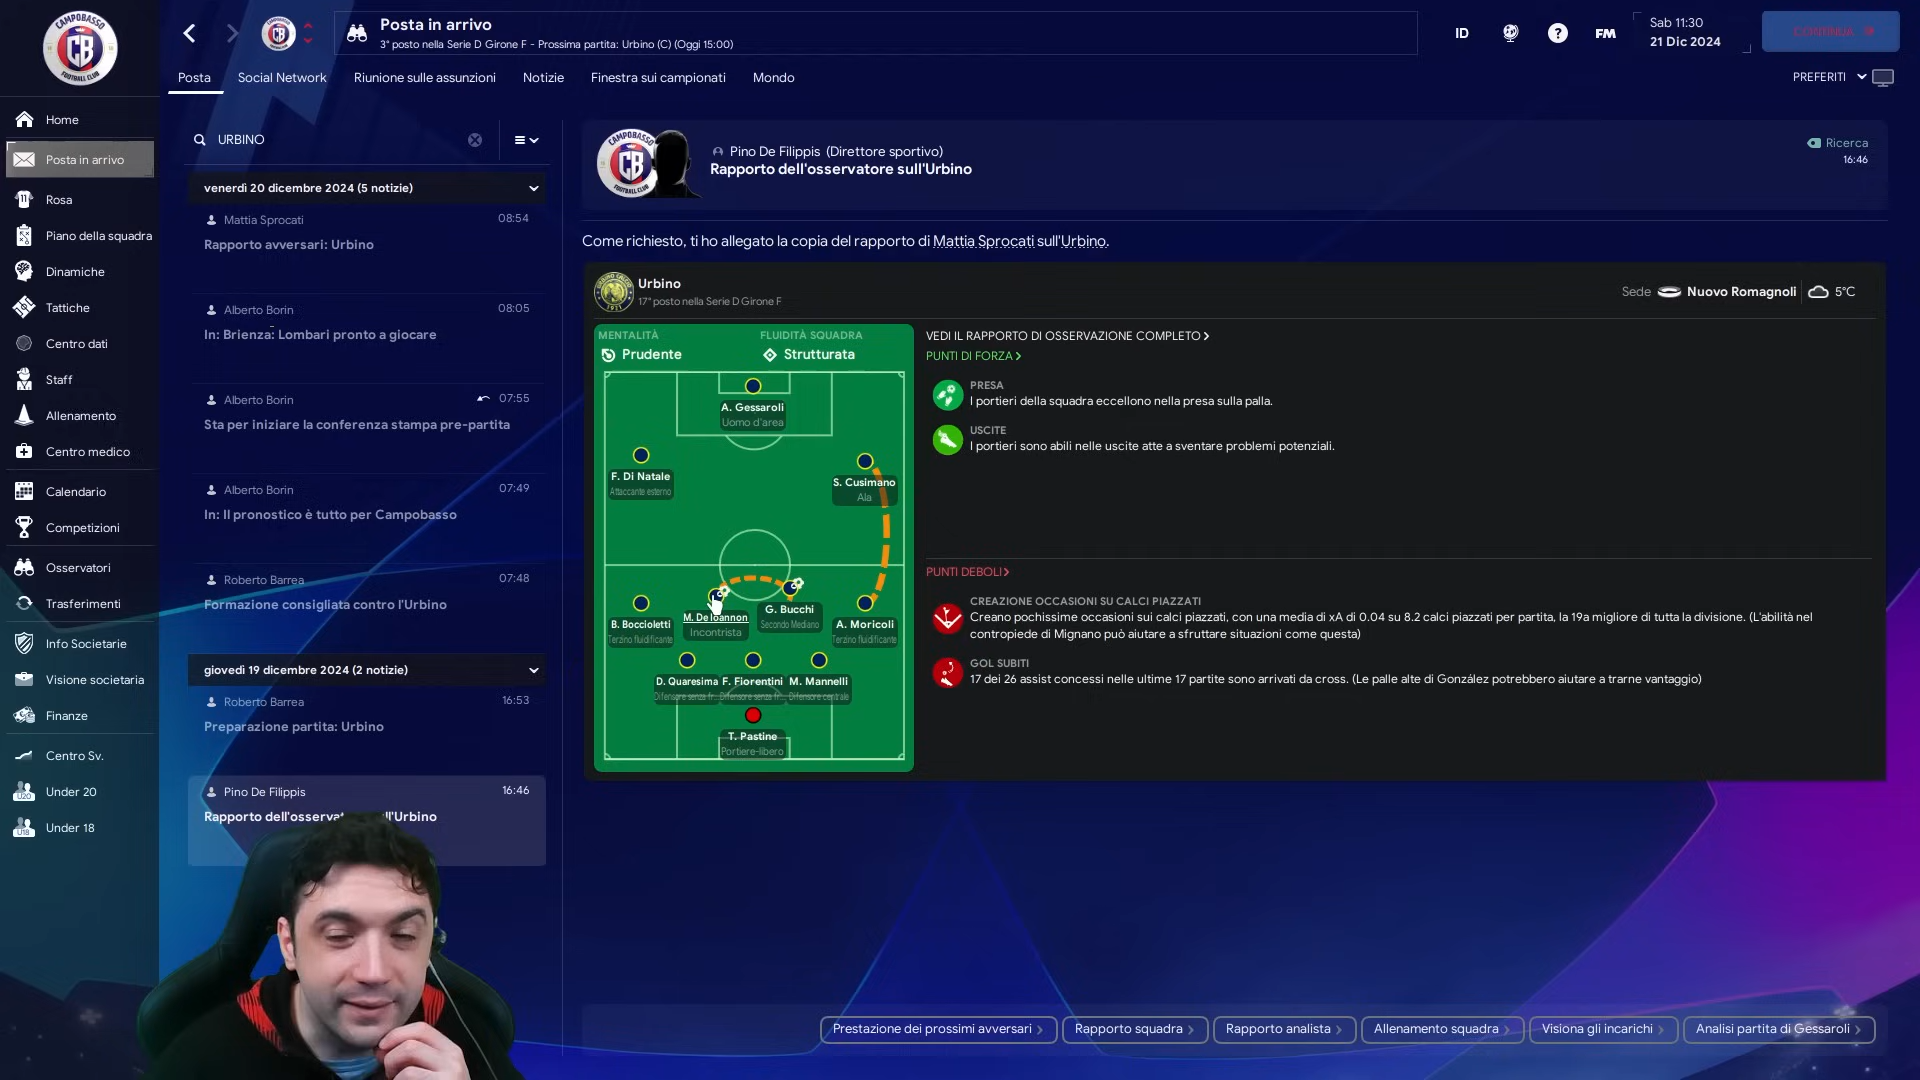 CAMPOBASSO
CB
FOOTBALL CLUB
Posta in arrivo
3° posto nella Serie D Girone F - Prossima partita: Urbino (C) (Oggi 15:00)
ID
FM
Sab 11:30
21 Dic 2024
CONTINUA
Posta
Social Network
Riunione sulle assunzioni
Notizie
Finestra sui campionati
Mondo
PREFERITI
Home
Posta in arrivo
Rosa
Piano della squadra
Dinamiche
Tattiche
Centro dati
Staff
Allenamento
Centro medico
Calendario
Competizioni
Osservatori
Trasferimenti
Info Societarie
Visione societaria
Finanze
Centro Sv.
Under 20
Under 18
URBINO
venerdì 20 dicembre 2024 (5 notizie)
Mattia Sprocati 08:54
Rapporto avversari: Urbino
Alberto Borin 08:05
In: Brienza: Lombari pronto a giocare
Alberto Borin 07:55
Sta per iniziare la conferenza stampa pre-partita
Alberto Borin 07:49
In: Il pronostico è tutto per Campobasso
Roberto Barrea 07:48
Formazione consigliata contro l'Urbino
giovedì 19 dicembre 2024 (2 notizie)
Roberto Barrea 16:53
Preparazione partita: Urbino
Pino De Filippis 16:46
Rapporto dell'osservat ll'Urbino
Pino De Filippis (Direttore sportivo)
Rapporto dell'osservatore sull'Urbino
Ricerca
16:46
Come richiesto, ti ho allegato la copia del rapporto di Mattia Sprocati sull'Urbino.
Urbino
17° posto nella Serie D Girone F
Sede Nuovo Romagnoli 5°C
MENTALITÀ
Prudente
FLUIDITÀ SQUADRA
Strutturata
A. Gessaroli
Uomo d'area
F. Di Natale
Attaccante esterno
S. Cusimano
Ala
B. Boccioletti
Terzino fluidificante
M. De Ioannon
Incontrista
G. Bucchi
Secondo Mediano
A. Moricoli
Terzino fluidificante
D. Quaresima
Difensore senza fr.
F. Fiorentini
Difensore senza fr.
M. Mannelli
Difensore centrale
T. Pastine
Portiere-libero
VEDI IL RAPPORTO DI OSSERVAZIONE COMPLETO
PUNTI DI FORZA
PRESA
I portieri della squadra eccellono nella presa sulla palla.
USCITE
I portieri sono abili nelle uscite atte a sventare problemi potenziali.
PUNTI DEBOLI
CREAZIONE OCCASIONI SU CALCI PIAZZATI
Creano pochissime occasioni sui calci piazzati, con una media di xA di 0.04 su 8.2 calci piazzati per partita, la 19a migliore di tutta la divisione. (L'abilità nel
contropiede di Mignano può aiutare a sfruttare situazioni come questa)
GOL SUBITI
17 dei 26 assist concessi nelle ultime 17 partite sono arrivati da cross. (Le palle alte di González potrebbero aiutare a trarne vantaggio)
Prestazione dei prossimi avversari
Rapporto squadra
Rapporto analista
Allenamento squadra
Visiona gli incarichi
Analisi partita di Gessaroli